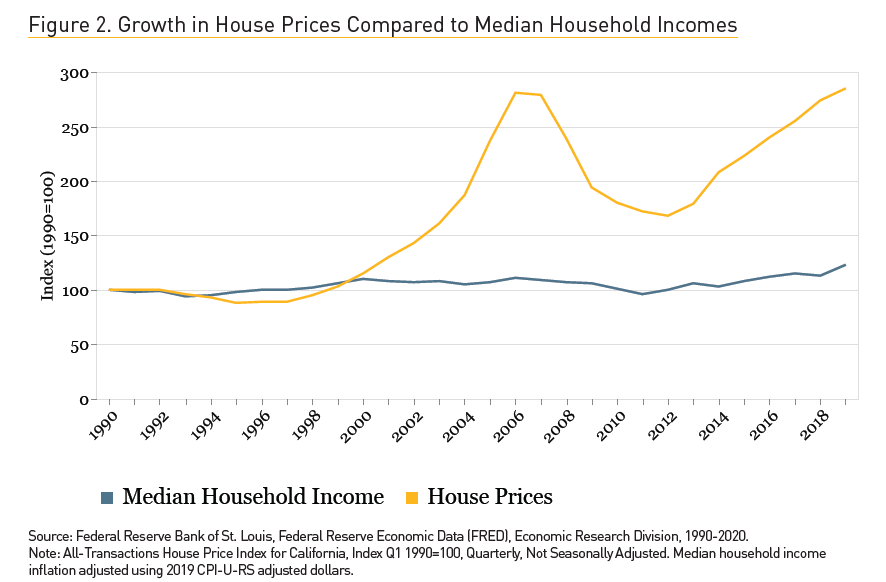 Figure 2. Growth in House Prices Compared to Median Household Incomes
300
250
200
150
100
50
0
Index (1990=100)
1990 1992 1994 1996 1998 2000 2002 2004 2006 2008 2010 2012 2014 2016 2018
Median Household Income House Prices
Source: Federal Reserve Bank of St. Louis, Federal Reserve Economic Data (FRED), Economic Research Division, 1990-2020.
Note: All-Transactions House Price Index for California, Index Q1 1990=100, Quarterly, Not Seasonally Adjusted. Median household income
inflation adjusted using 2019 CPI-U-RS adjusted dollars.